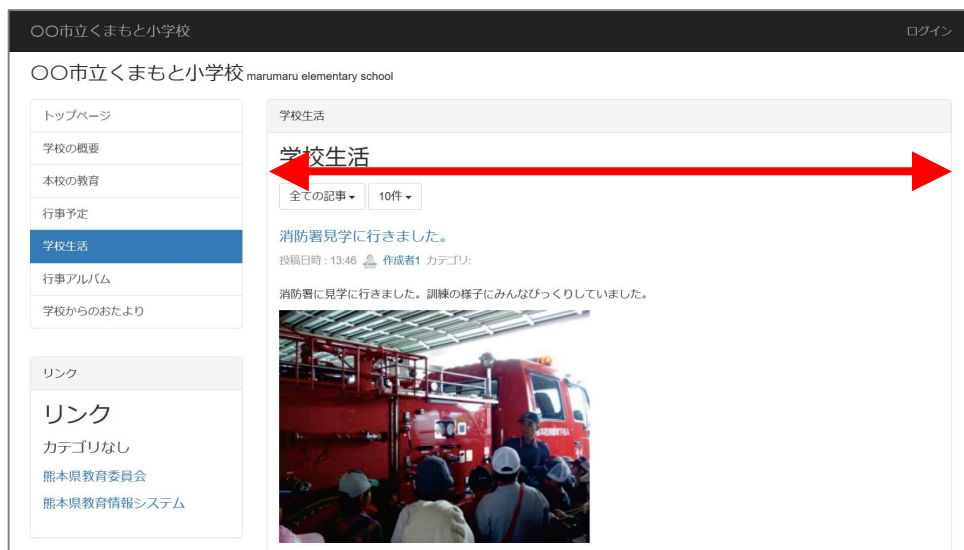 〇〇市立くまもと小学校
ログイン
〇〇市立くまもと小学校 marumaru elementary school
トップページ
学校の概要
本校の教育
行事予定
学校生活
行事アルバム
学校からのおたより
リンク
リンク
カテゴリなし
熊本県教育委員会
熊本県教育情報システム
学校生活
学校生活
全ての記事
10件
消防署見学に行きました。
投稿日時 : 13:46 作成者1 カテゴリ:
消防署に見学に行きました。訓練の様子にみんなびっくりしていました。